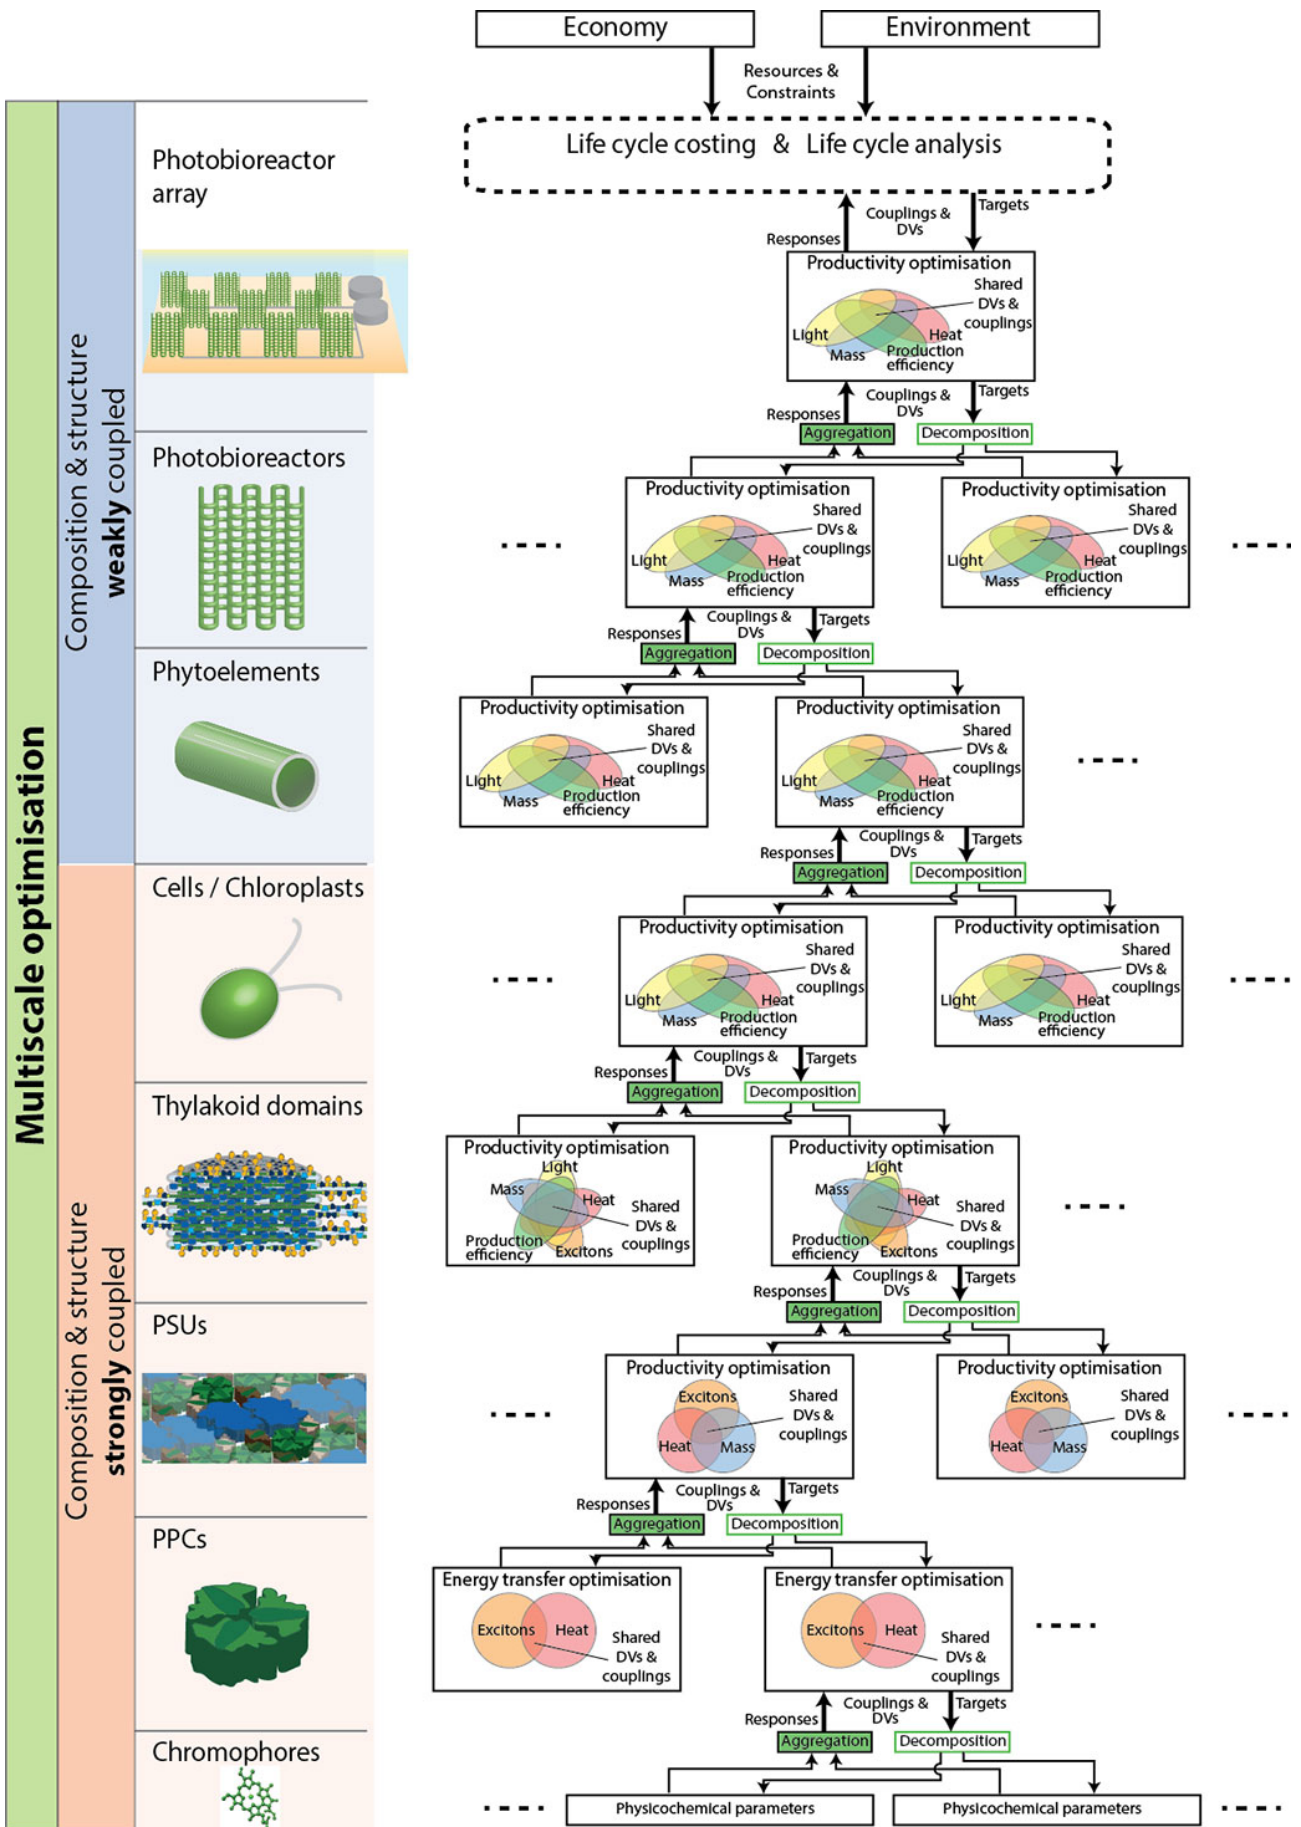 Economy
Environment
Resources &
Constraints
Life cycle costing & Life cycle analysis
Multiscale optimisation
Composition & structure
weakly coupled
Composition & structure
strongly coupled
Photobioreactor
array
Responses
Couplings &
DVs
Targets
Productivity optimisation
Shared
DVs &
couplings
Light
Mass
Heat
Production
efficiency
Responses
Couplings &
DVs
Targets
Aggregation
Decomposition
Photobioreactors
Productivity optimisation
Shared
DVs &
couplings
Light
Mass
Heat
Production
efficiency
Productivity optimisation
Shared
DVs &
couplings
Light
Mass
Heat
Production
efficiency
Responses
Couplings &
DVs
Targets
Aggregation
Decomposition
Phytoelements
Productivity optimisation
Shared
DVs &
couplings
Light
Mass
Heat
Production
efficiency
Productivity optimisation
Shared
DVs &
couplings
Light
Mass
Heat
Production
efficiency
Responses
Couplings &
DVs
Targets
Aggregation
Decomposition
Cells / Chloroplasts
Productivity optimisation
Shared
DVs &
couplings
Light
Mass
Heat
Production
efficiency
Productivity optimisation
Shared
DVs &
couplings
Light
Mass
Heat
Production
efficiency
Responses
Couplings &
DVs
Targets
Aggregation
Decomposition
Thylakoid domains
Productivity optimisation
Light
Mass
Heat
Shared
DVs &
couplings
Production
efficiency
Excitons
Productivity optimisation
Light
Mass
Heat
Shared
DVs &
couplings
Production
efficiency
Excitons
Responses
Couplings &
DVs
Targets
Aggregation
Decomposition
PSUs
Productivity optimisation
Excitons
Shared
DVs &
couplings
Heat
Mass
Productivity optimisation
Excitons
Shared
DVs &
couplings
Heat
Mass
Responses
Couplings &
DVs
Targets
Aggregation
Decomposition
PPCs
Energy transfer optimisation
Excitons
Heat
Shared
DVs &
couplings
Energy transfer optimisation
Excitons
Heat
Shared
DVs &
couplings
Responses
Couplings &
DVs
Targets
Aggregation
Decomposition
Chromophores
Physicochemical parameters
Physicochemical parameters